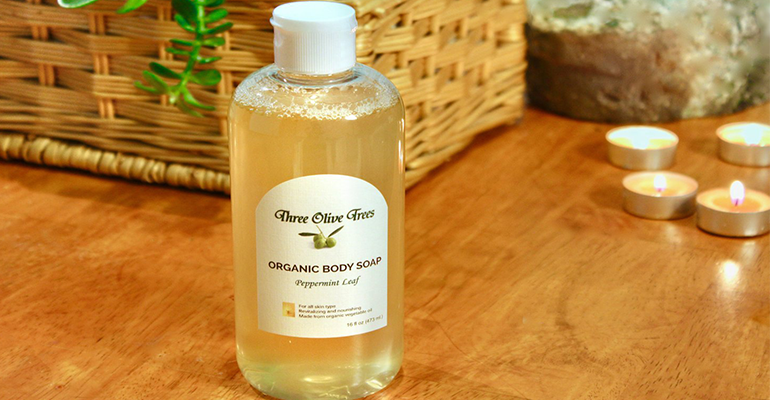 Three Olive Trees
ORGANIC BODY SOAP
Peppermint Leaf
For all skin type
Revitalizing and nourishing
Made from organic vegetable oil
16 fl oz (473 mL)